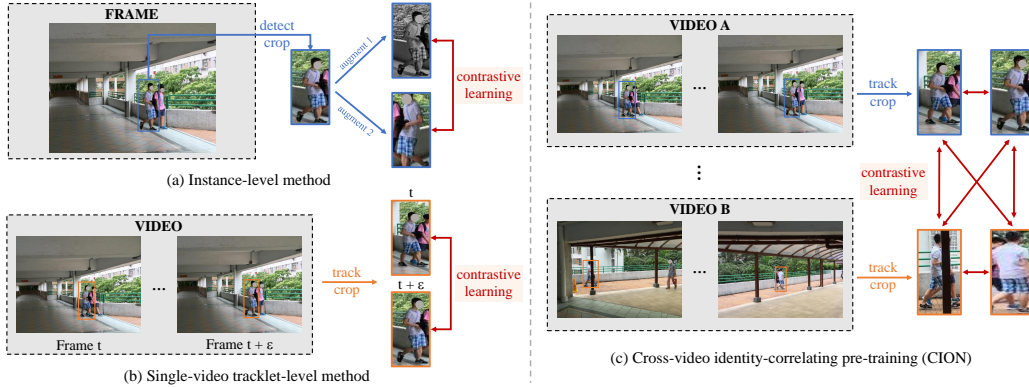 FRAME
detect
crop
augment 1
augment 2
contrastive
learning
(a) Instance-level method
VIDEO
...
Frame t
Frame t + ε
track
crop
t
t + ε
contrastive
learning
(b) Single-video tracklet-level method
VIDEO A
...
track
crop
...
contrastive
learning
VIDEO B
...
track
crop
(c) Cross-video identity-correlating pre-training (CION)